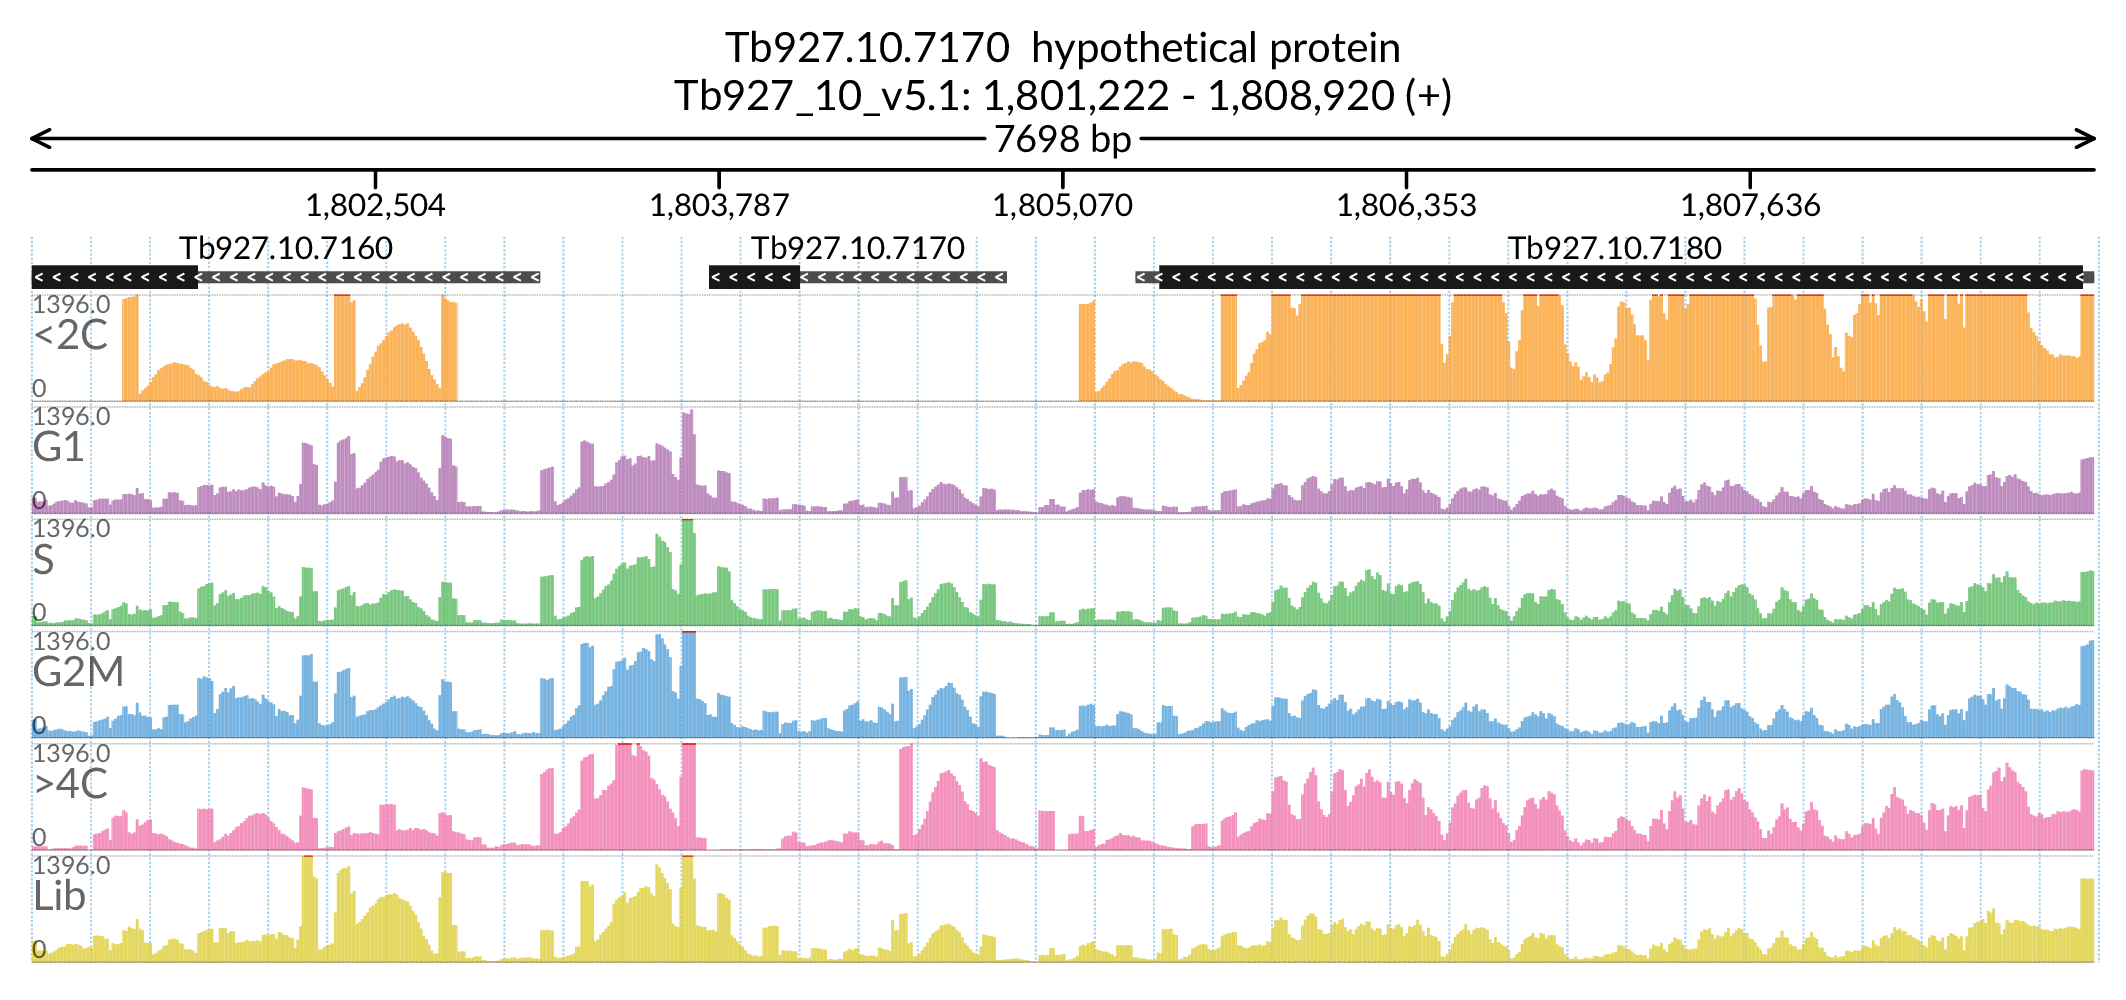 Tb927.10.7170 hypothetical protein
Tb927_10_v5.1: 1,801,222 - 1,808,920 (+)
7698 bp
1,802,504 1,803,787 1,805,070 1,806,353 1,807,636
Tb927.10.7160 Tb927.10.7170 Tb927.10.7180
1396.0
<2C
0
1396.0
G1
0
1396.0
S
0
1396.0
G2M
0
1396.0
>4C
0
1396.0
Lib
0